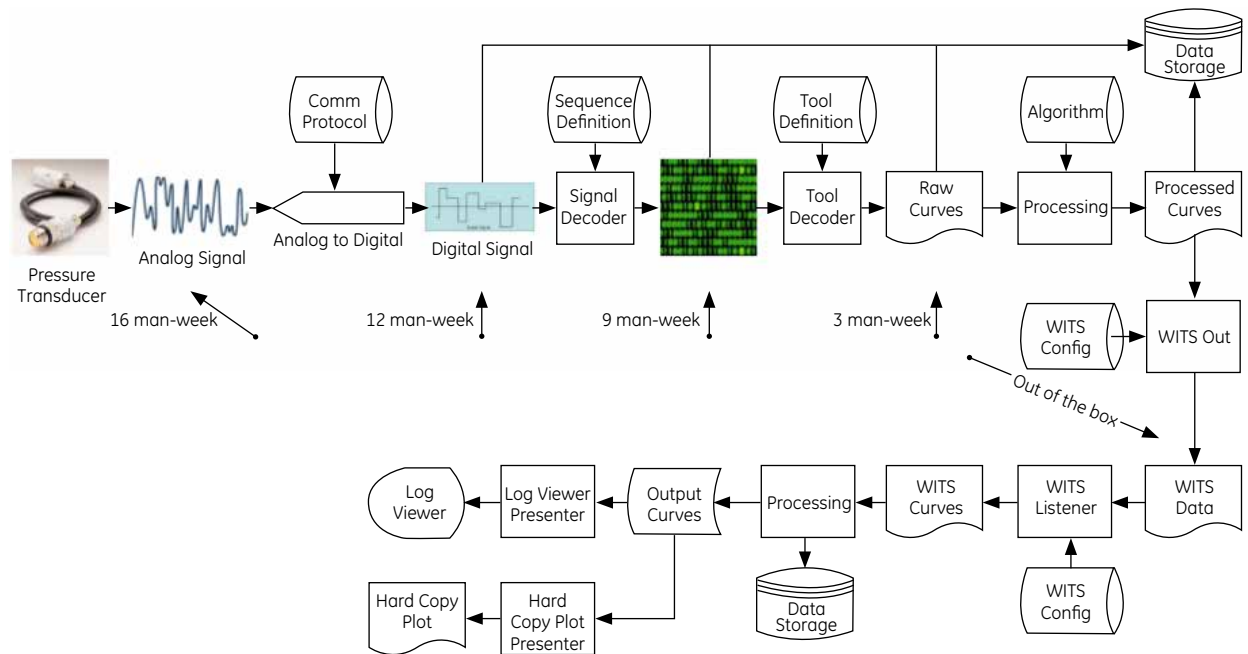 Data
Storage
Comm
Protocol
Sequence
Definition
Tool
Definition
Algorithm
Signal
Decoder
Tool
Decoder
Raw
Curves
Processing
Processed
Curves
Analog Signal
Analog to Digital
Digital Signal
Pressure
Transducer
16 man-week
12 man-week
9 man-week
3 man-week
WITS
Config
WITS Out
Out of the box
Log
Viewer
Log Viewer
Presenter
Output
Curves
Processing
WITS
Curves
WITS
Listener
WITS
Data
Hard Copy
Plot
Hard
Copy Plot
Presenter
Data
Storage
WITS
Config